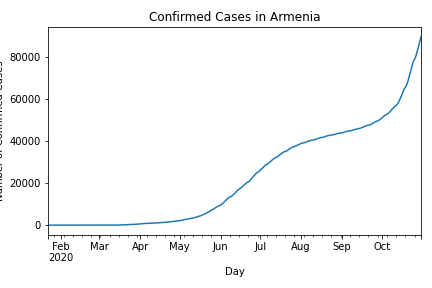 Confirmed Cases in Armenia
Number of Confirmed Cases
80000
60000
40000
20000
0
Feb Mar Apr May Jun Jul Aug Sep Oct
2020
Day